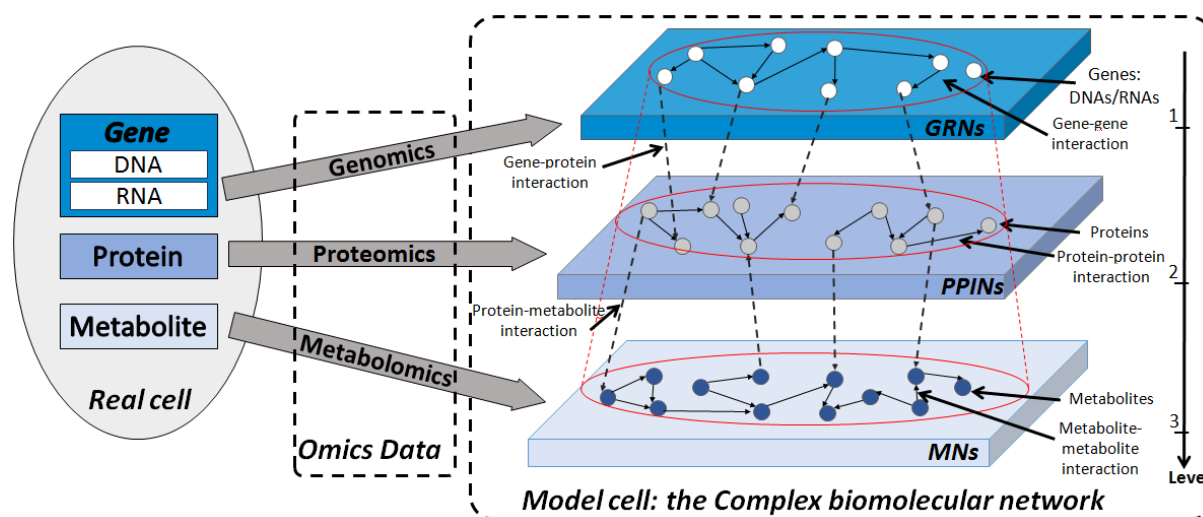 Gene
DNA
RNA
Protein
Metabolite
Real cell
Genomics
Proteomics
Metabolomics
Omics Data
Genes:
DNAs/RNAs
Gene-gene
interaction
GRNs
Gene-protein
interaction
Proteins
Protein-protein
interaction
PPINs
Protein-metabolite
interaction
Metabolites
Metabolite-
metabolite
interaction
MNs
1
2
3
Level
Model cell: the Complex biomolecular network